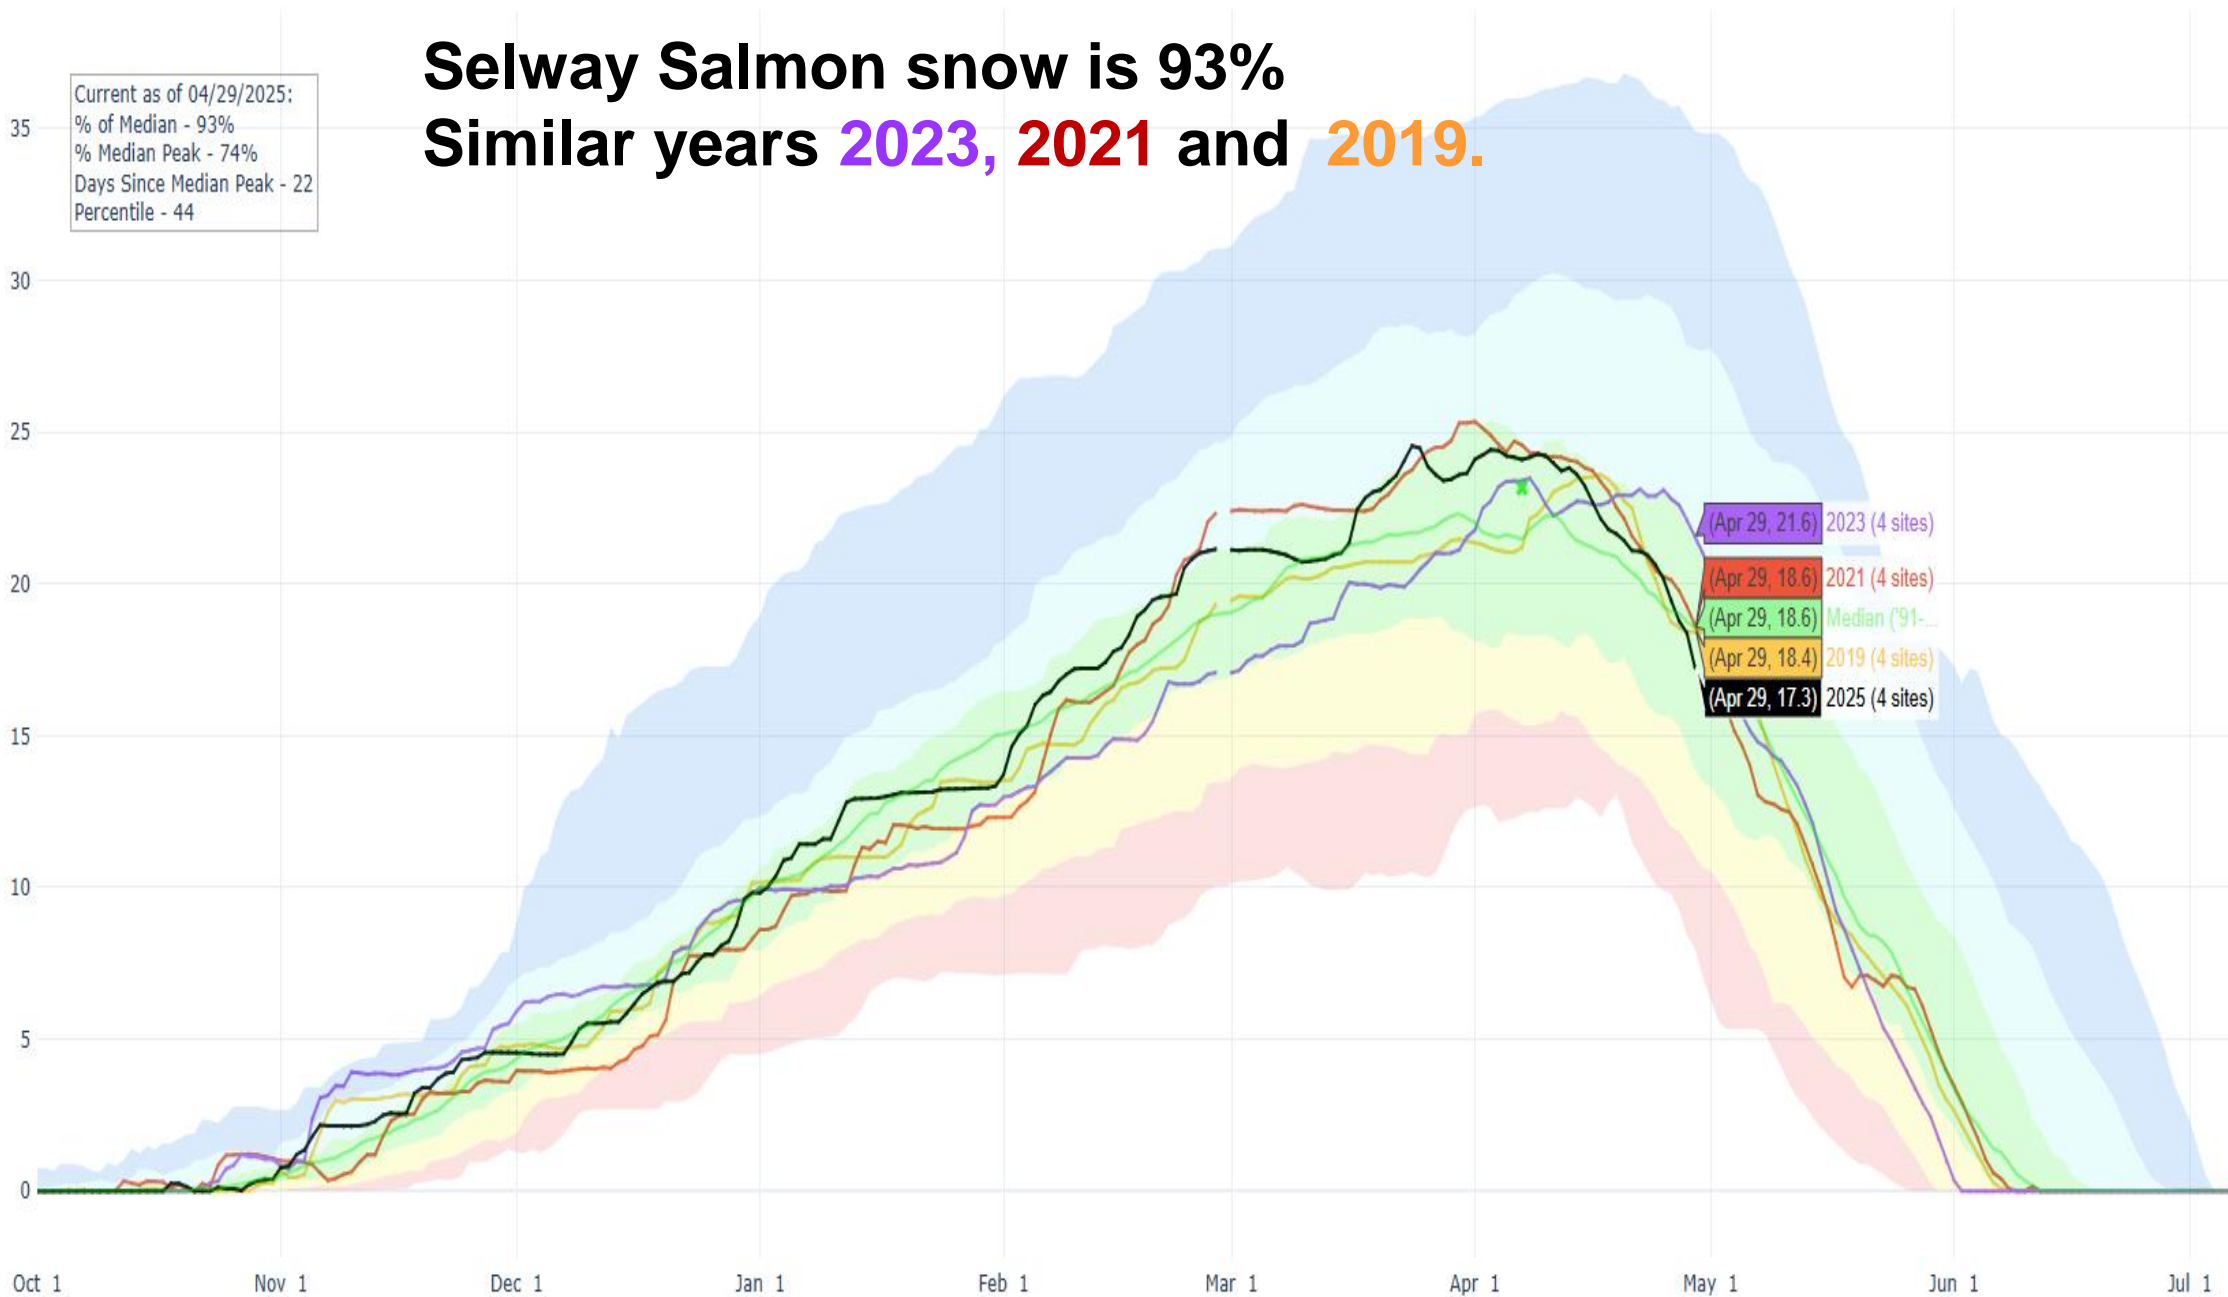 Selway Salmon snow is 93%
Similar years 2023, 2021 and 2019.
Current as of 04/29/2025:
% of Median - 93%
% Median Peak - 74%
Days Since Median Peak - 22
Percentile - 44
35
30
25
20
15
10
5
0
(Apr 29, 21.6) 2023 (4 sites)
(Apr 29, 18.6) 2021 (4 sites)
(Apr 29, 18.6) Median ('91-...
(Apr 29, 18.4) 2019 (4 sites)
(Apr 29, 17.3) 2025 (4 sites)
Oct 1 Nov 1 Dec 1 Jan 1 Feb 1 Mar 1 Apr 1 May 1 Jun 1 Jul 1